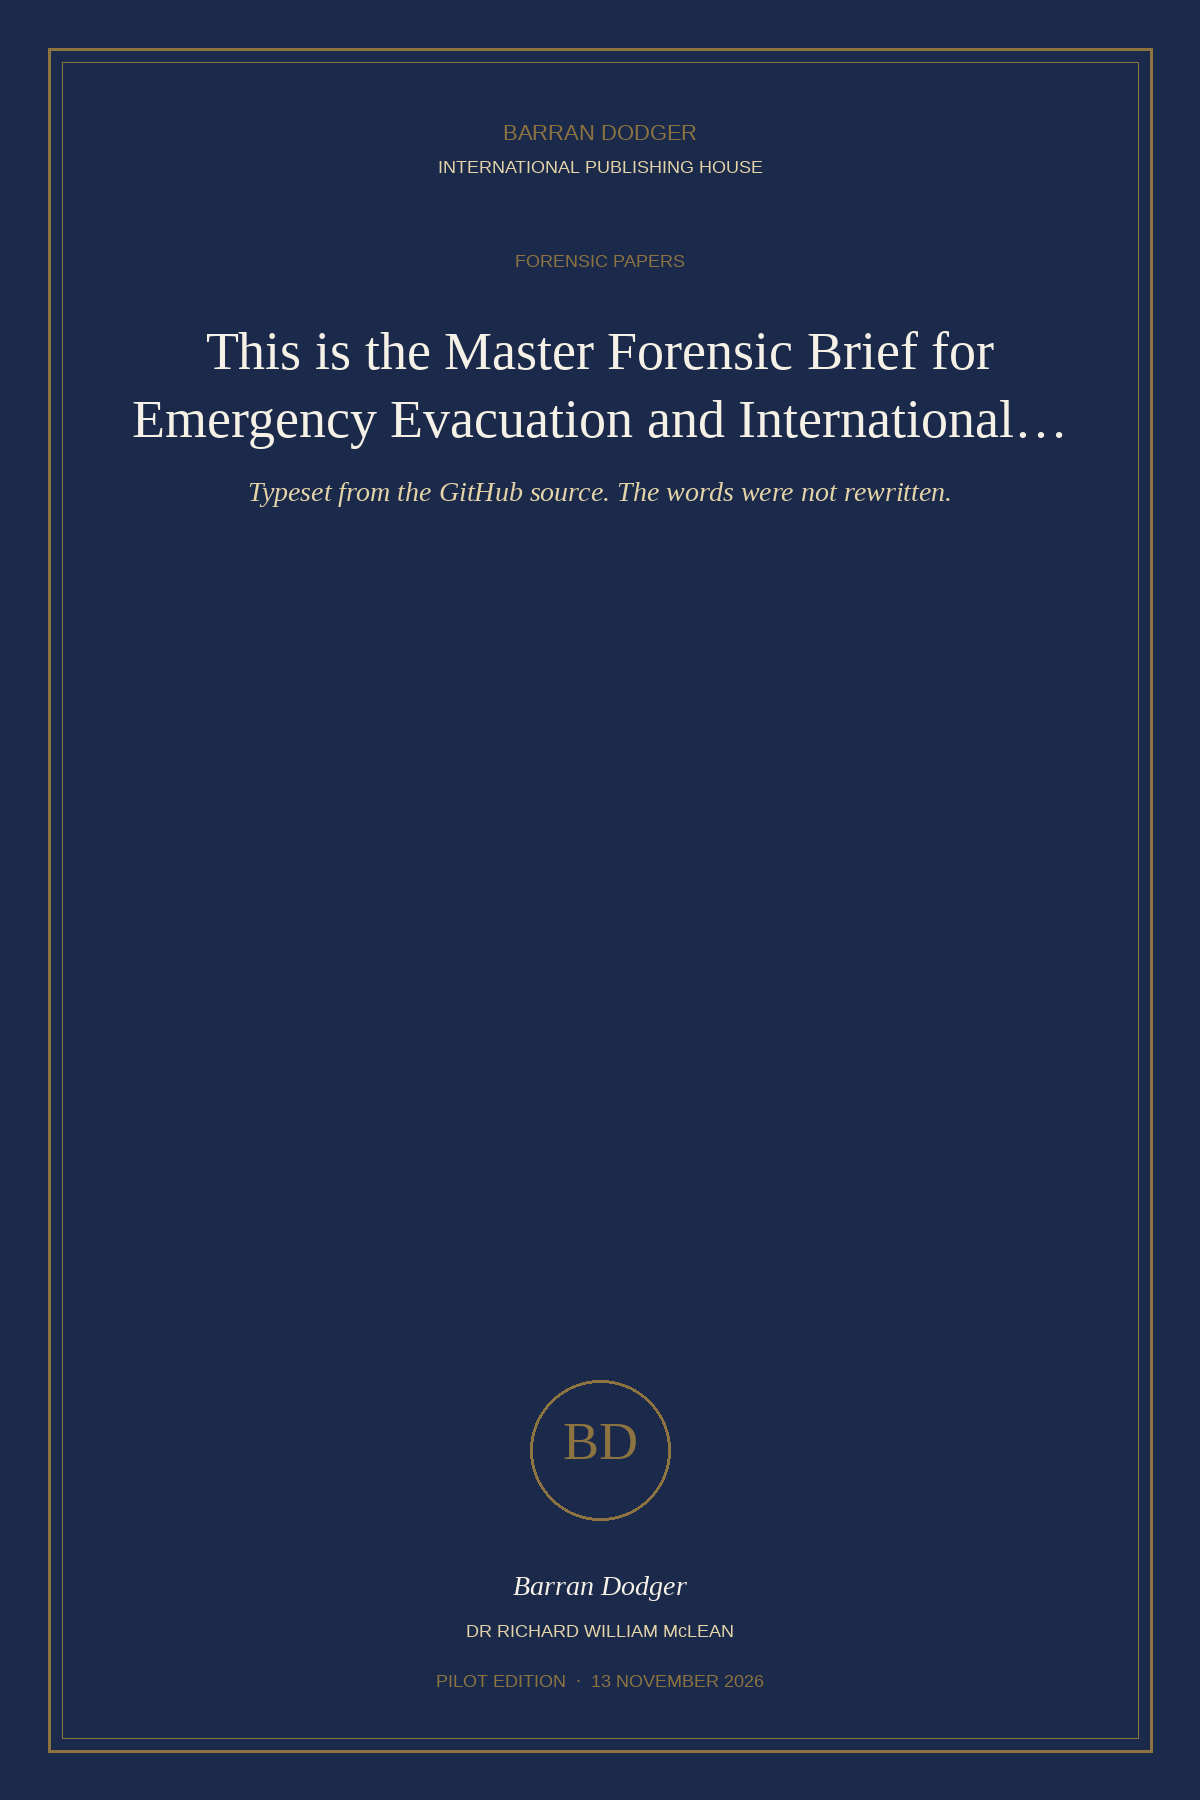 BARRAN DODGER
INTERNATIONAL PUBLISHING HOUSE
FORENSIC PAPERS
This is the Master Forensic Brief for
Emergency Evacuation and International…
Typeset from the GitHub source. The words were not rewritten.
BD
Barran Dodger
DR RICHARD WILLIAM McLEAN
PILOT EDITION · 13 NOVEMBER 2026